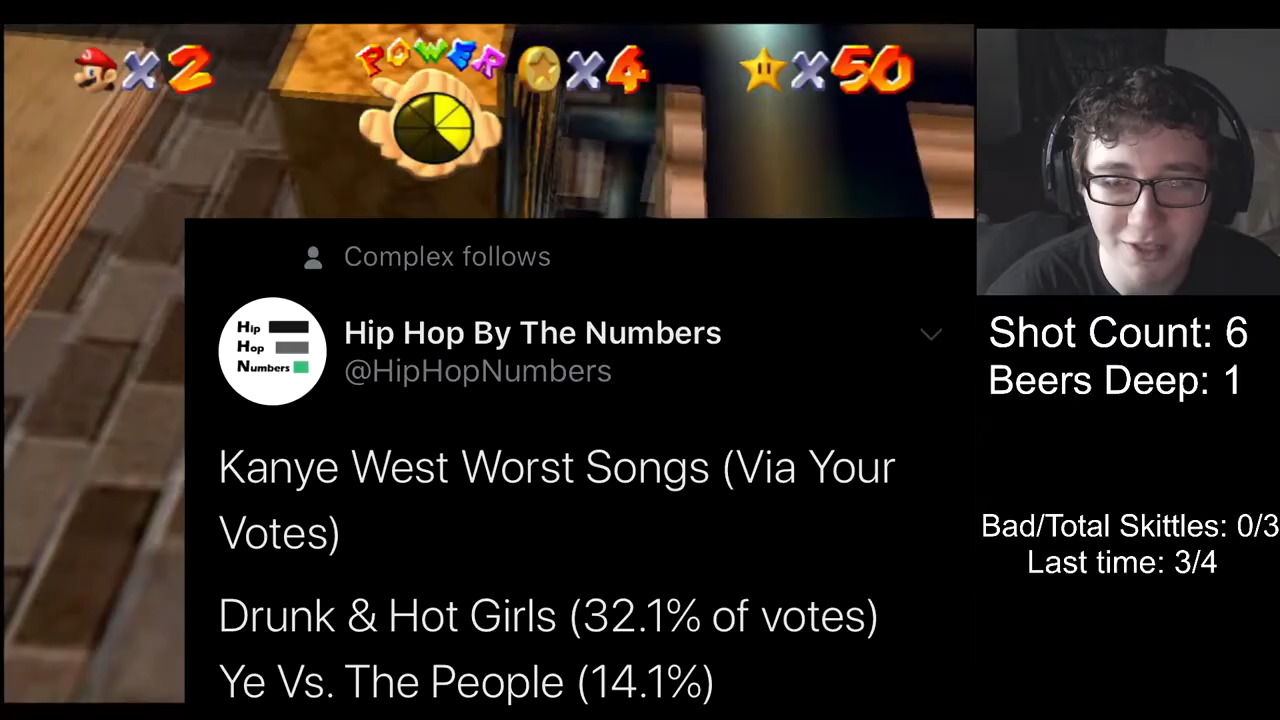 x 2
POWER
x 4
x 50
Complex follows
Hip
Hop
Numbers
Hip Hop By The Numbers
@HipHopNumbers
Kanye West Worst Songs (Via Your
Votes)
Drunk & Hot Girls (32.1% of votes)
Ye Vs. The People (14.1%)
Shot Count: 6
Beers Deep: 1
Bad/Total Skittles: 0/3
Last time: 3/4